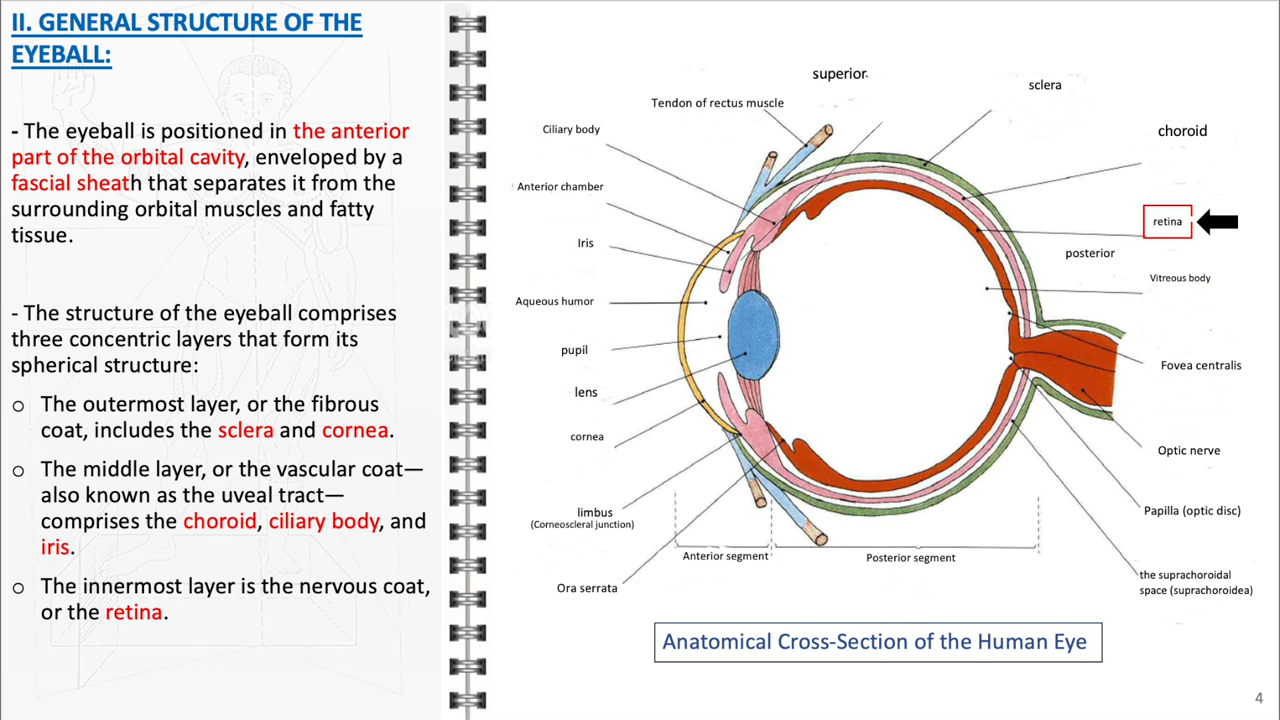 II. GENERAL STRUCTURE OF THE
EYEBALL:
- The eyeball is positioned in the anterior
part of the orbital cavity, enveloped by a
fascial sheath that separates it from the
surrounding orbital muscles and fatty
tissue.
- The structure of the eyeball comprises
three concentric layers that form its
spherical structure:
o The outermost layer, or the fibrous
coat, includes the sclera and cornea.
o The middle layer, or the vascular coat—
also known as the uveal tract—
comprises the choroid, ciliary body, and
iris.
o The innermost layer is the nervous coat,
or the retina.
superior
Tendon of rectus muscle
sclera
Ciliary body
choroid
Anterior chamber
retina
Iris
posterior
Vitreous body
Aqueous humor
pupil
Fovea centralis
lens
cornea
Optic nerve
limbus
(Corneoscleral junction)
Papilla (optic disc)
Anterior segment
Posterior segment
Ora serrata
the suprachoroidal
space (suprachoroidea)
Anatomical Cross-Section of the Human Eye
4